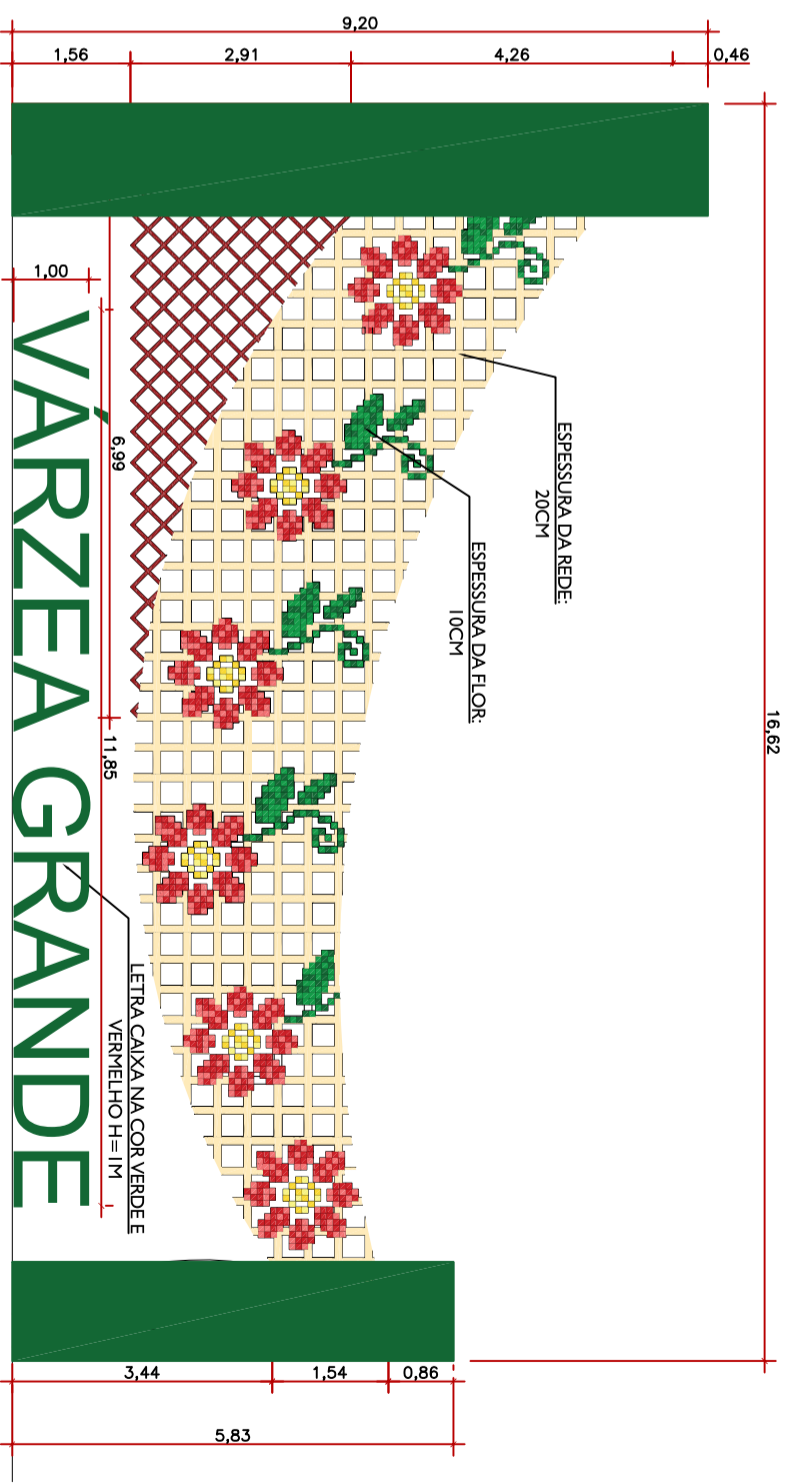 9,20
1,56
2,91
4,26
0,46
16,62
1,00
6,99
11,85
ESPESSURA DA REDE:
20CM
ESPESSURA DA FLOR:
10CM
LETRA CAIXA NA COR VERDE E
VERMELHO H=1M
VÁRZEA GRANDE
3,44
1,54
0,86
5,83